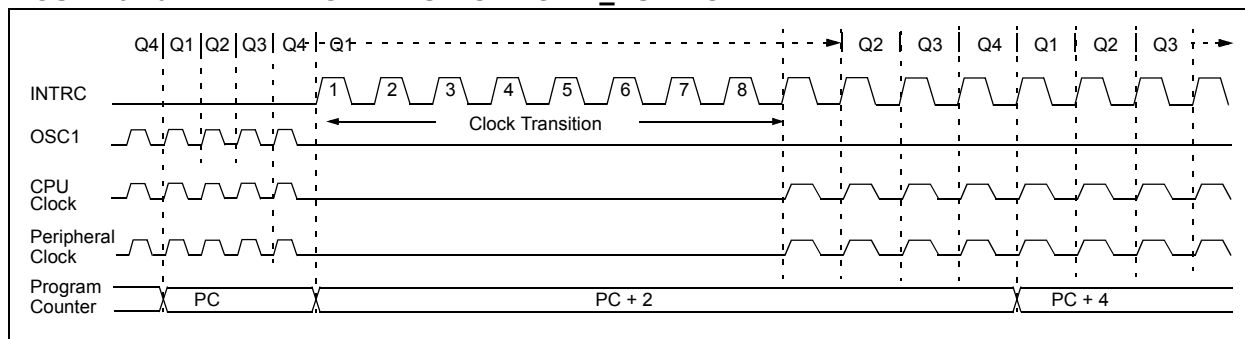 Q4 Q1 Q2 Q3 Q4 Q1 Q2 Q3 Q4 Q1 Q2 Q3
INTRC 1 2 3 4 5 6 7 8
Clock Transition
OSC1
CPU
Clock
Peripheral
Clock
Program
Counter
PC PC + 2 PC + 4